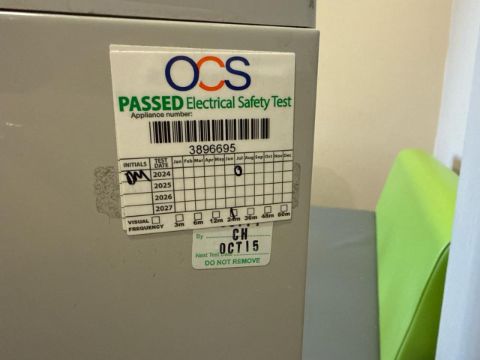 OCS
PASSED Electrical Safety Test
Appliance number:
3896695
INITIALS TEST DATE Jan Feb Mar Apr May Jun Jul Aug Sep Oct Nov Dec
2024 O
2025
2026
2027
VISUAL FREQUENCY 3m 6m 12m 24m 36m 48m 60m
By CH
OCT15
Next Test
DO NOT REMOVE